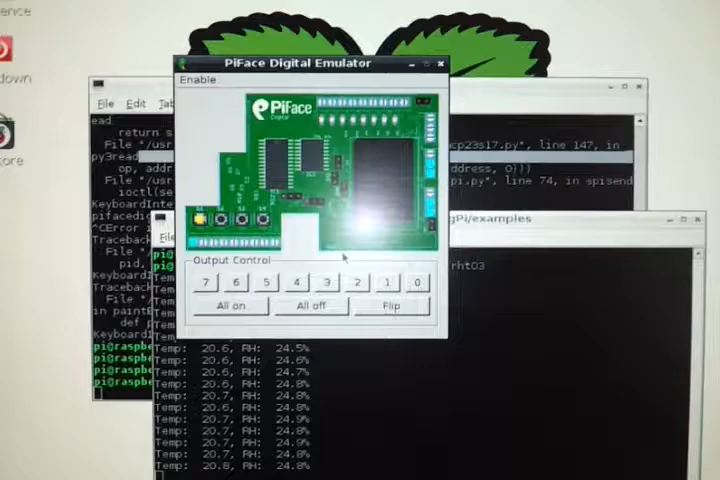 ence
down
tore
PiFace Digital Emulator
Enable
PiFace
Digital
File Edit
ead
return s
File "/usr
cp23s17.py", line 147, in
py3read
op, addr
ddress, 0)))
File "/usr
pi.py", line 74, in spisend
ioctl(se
KeyboardInte
pifacedig
^CError i
Traceback
File "/
pid,
KeyboardI
Traceback
File "/
in paint
def p
KeyboardI
pi@raspbe
pi@raspbe
pi@raspbe
pi@raspbe
gPi/examples
pi@
pi@
rht03
Output Control
7 6 5 4 3 2 1 0
All on All off Flip
Temp: 20.6, RH: 24.5%
Temp: 20.6, RH: 24.6%
Temp: 20.6, RH: 24.7%
Temp: 20.6, RH: 24.8%
Temp: 20.7, RH: 24.8%
Temp: 20.6, RH: 24.8%
Temp: 20.7, RH: 24.9%
Temp: 20.7, RH: 24.8%
Temp: 20.7, RH: 24.9%
Temp: 20.7, RH: 24.8%
Temp: 20.8, RH: 24.8%